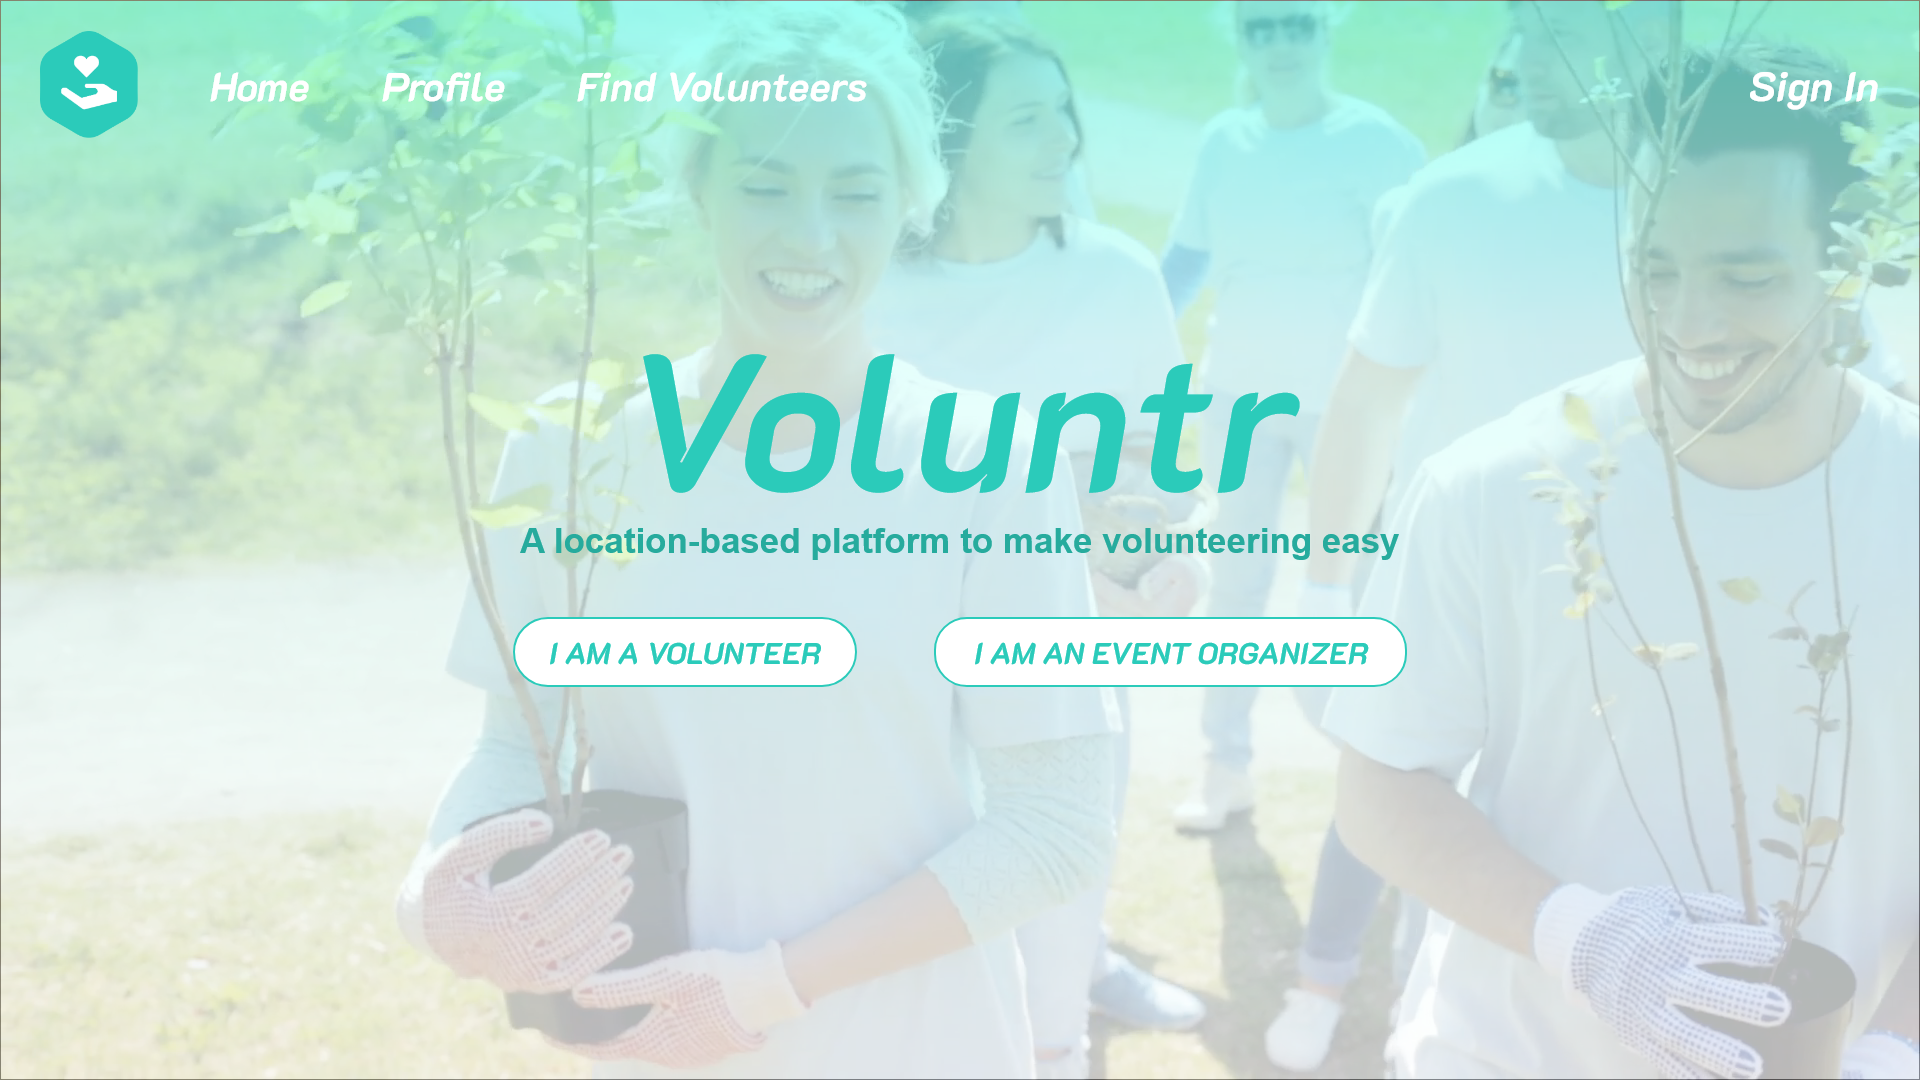 Home Profile Find Volunteers Sign In
Voluntr
A location-based platform to make volunteering easy
I AM A VOLUNTEER I AM AN EVENT ORGANIZER